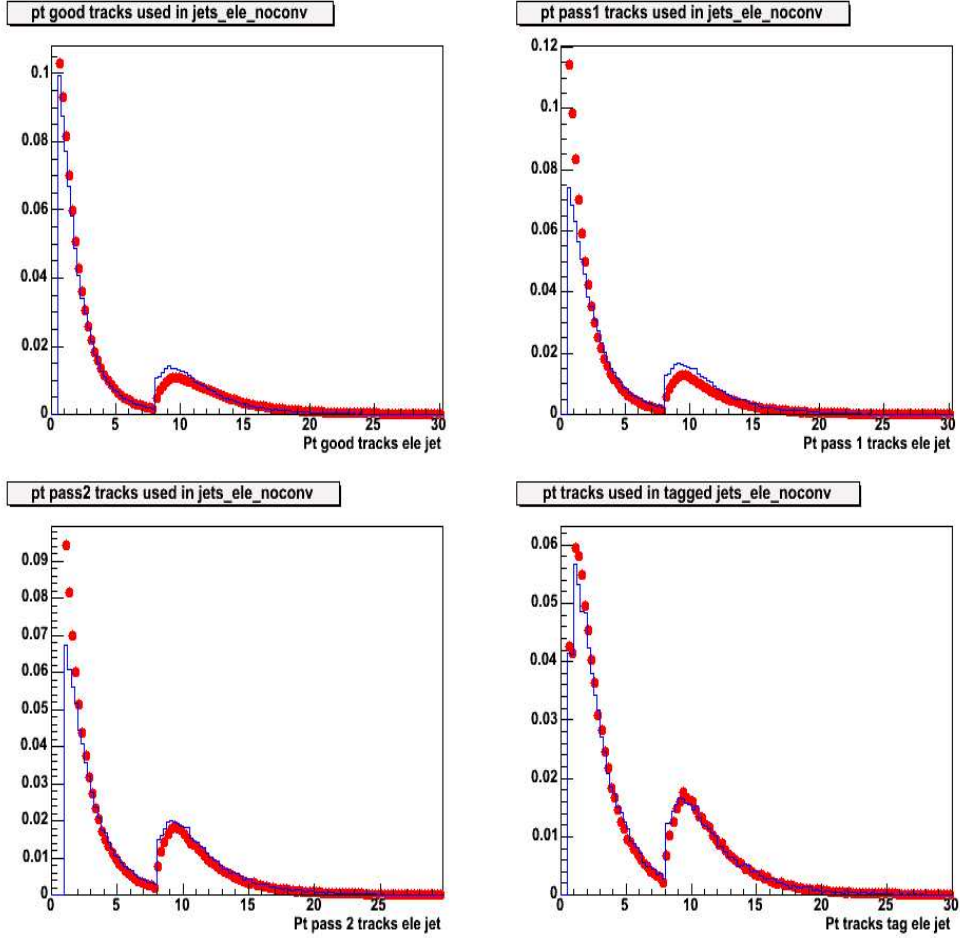 pt good tracks used in jets_ele_noconv
0.1
0.08
0.06
0.04
0.02
0
0 5 10 15 20 25 30
Pt good tracks ele jet
pt pass1 tracks used in jets_ele_noconv
0.12
0.1
0.08
0.06
0.04
0.02
0
0 5 10 15 20 25 30
Pt pass 1 tracks ele jet
pt pass2 tracks used in jets_ele_noconv
0.09
0.08
0.07
0.06
0.05
0.04
0.03
0.02
0.01
0
0 5 10 15 20 25 30
Pt pass 2 tracks ele jet
pt tracks used in tagged jets_ele_noconv
0.06
0.05
0.04
0.03
0.02
0.01
0
0 5 10 15 20 25 30
Pt tracks tag ele jet